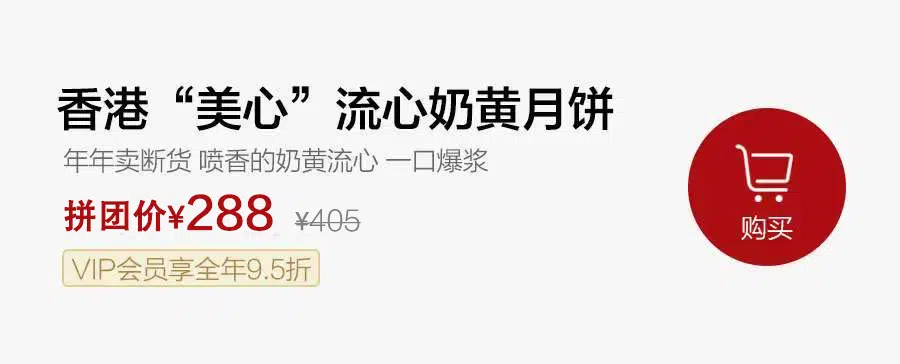 香港“美心”流心奶黄月饼
年年卖断货 喷香的奶黄流心 一口爆浆
拼团价¥288 ¥405
VIP会员享全年9.5折
购买